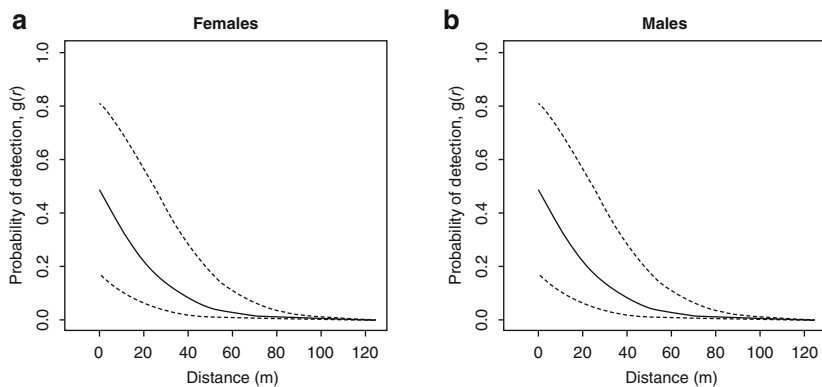 a
Females
Probability of detection, g(r)
1.0
0.8
0.6
0.4
0.2
0.0
0 20 40 60 80 100 120
Distance (m)
b
Males
Probability of detection, g(r)
1.0
0.8
0.6
0.4
0.2
0.0
0 20 40 60 80 100 120
Distance (m)